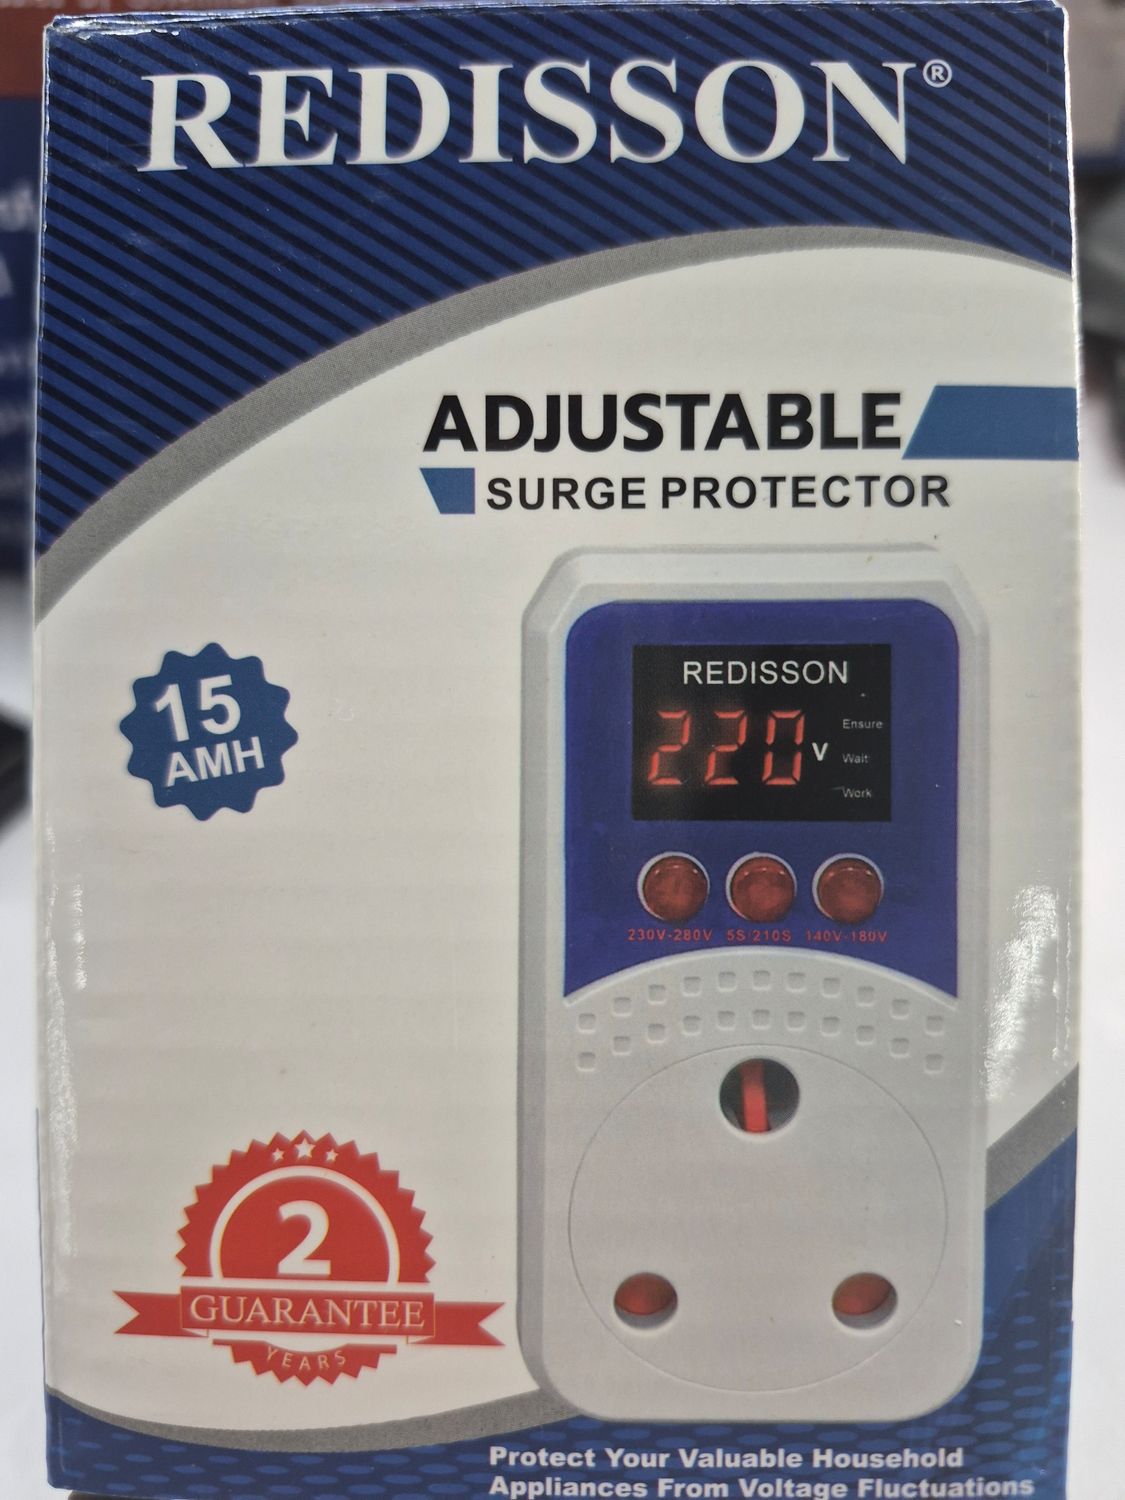 REDISSON®
ADJUSTABLE
SURGE PROTECTOR
15
AMH
REDISSON
220 V
Ensure
Wait
Work
230V-280V 5S/210S 140V-180V
2
GUARANTEE
YEARS
Protect Your Valuable Household
Appliances From Voltage Fluctuations